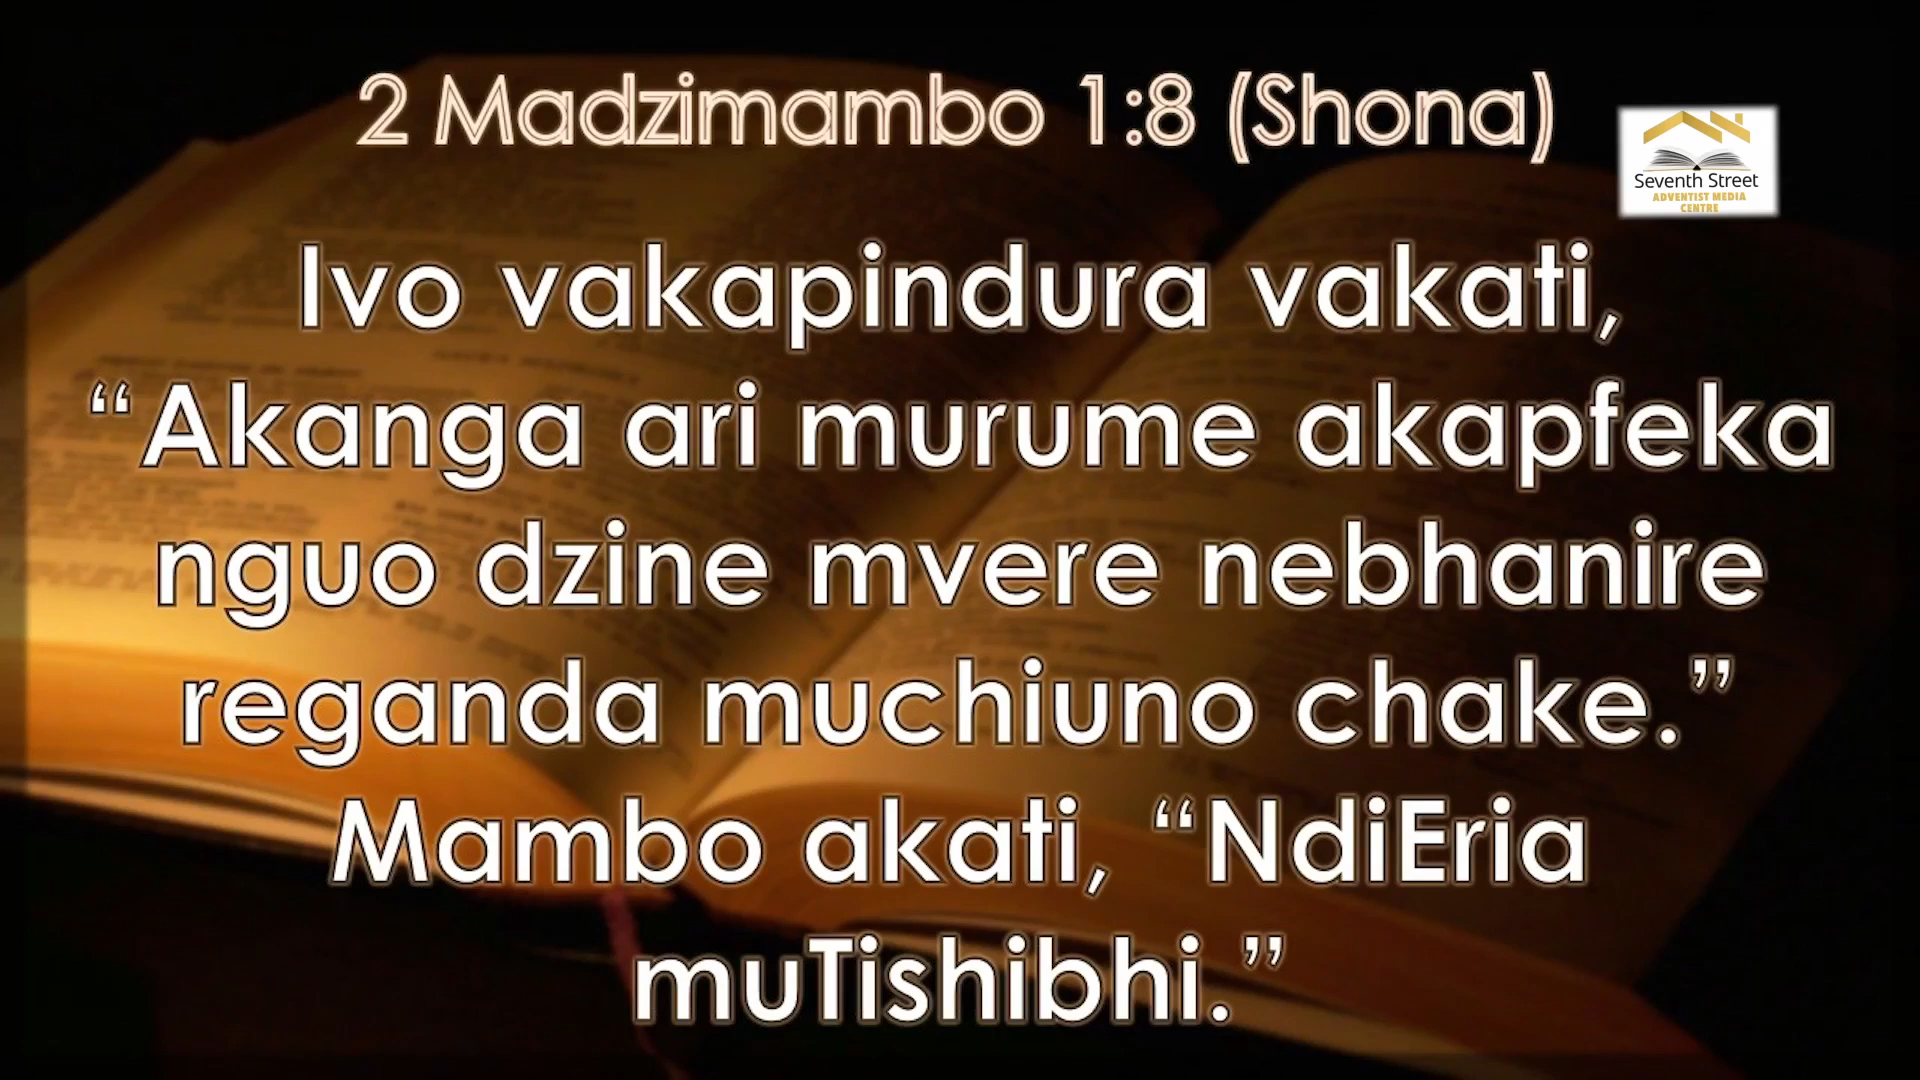 2 Madzimambo 1:8 (Shona)
Seventh Street
ADVENTIST MEDIA
CENTRE
Ivo vakapindura vakati,
“Akanga ari murume akapfeka
nguo dzine mvere nebhanire
reganda muchiuno chake.”
Mambo akati, “NdiEria
muTishibhi.”